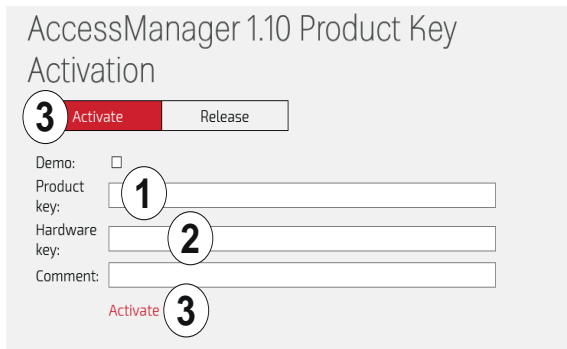 AccessManager 1.10 Product Key
Activation
3 Activate Release
Demo:
Product
key:
1
Hardware
key:
2
Comment:
Activate 3